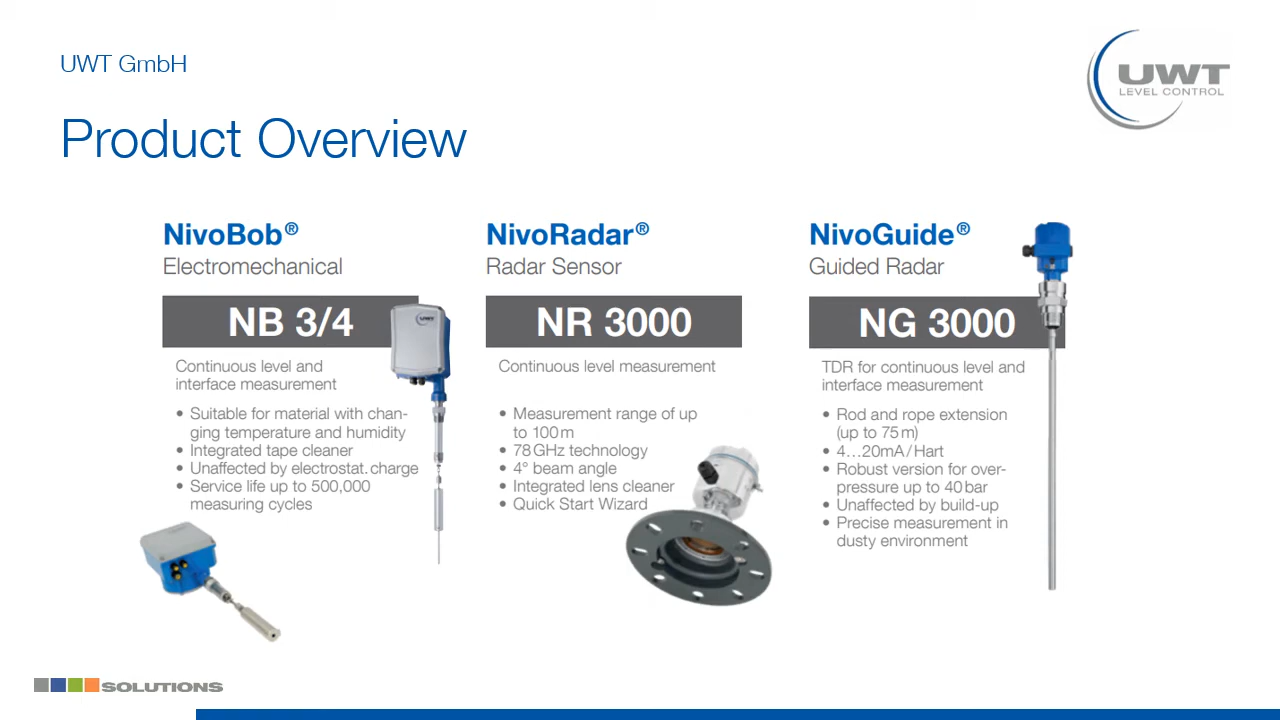 UWT GmbH
UWT
LEVEL CONTROL
Product Overview
NivoBob®
Electromechanical
NB 3/4
UWT
Continuous level and
interface measurement
• Suitable for material with chan-
ging temperature and humidity
• Integrated tape cleaner
• Unaffected by electrostat. charge
• Service life up to 500,000
measuring cycles
NivoRadar®
Radar Sensor
NR 3000
Continuous level measurement
• Measurement range of up
to 100 m
• 78 GHz technology
• 4° beam angle
• Integrated lens cleaner
• Quick Start Wizard
NivoGuide®
Guided Radar
NG 3000
TDR for continuous level and
interface measurement
• Rod and rope extension
(up to 75 m)
• 4…20mA / Hart
• Robust version for over-
pressure up to 40 bar
• Unaffected by build-up
• Precise measurement in
dusty environment
SOLUTIONS